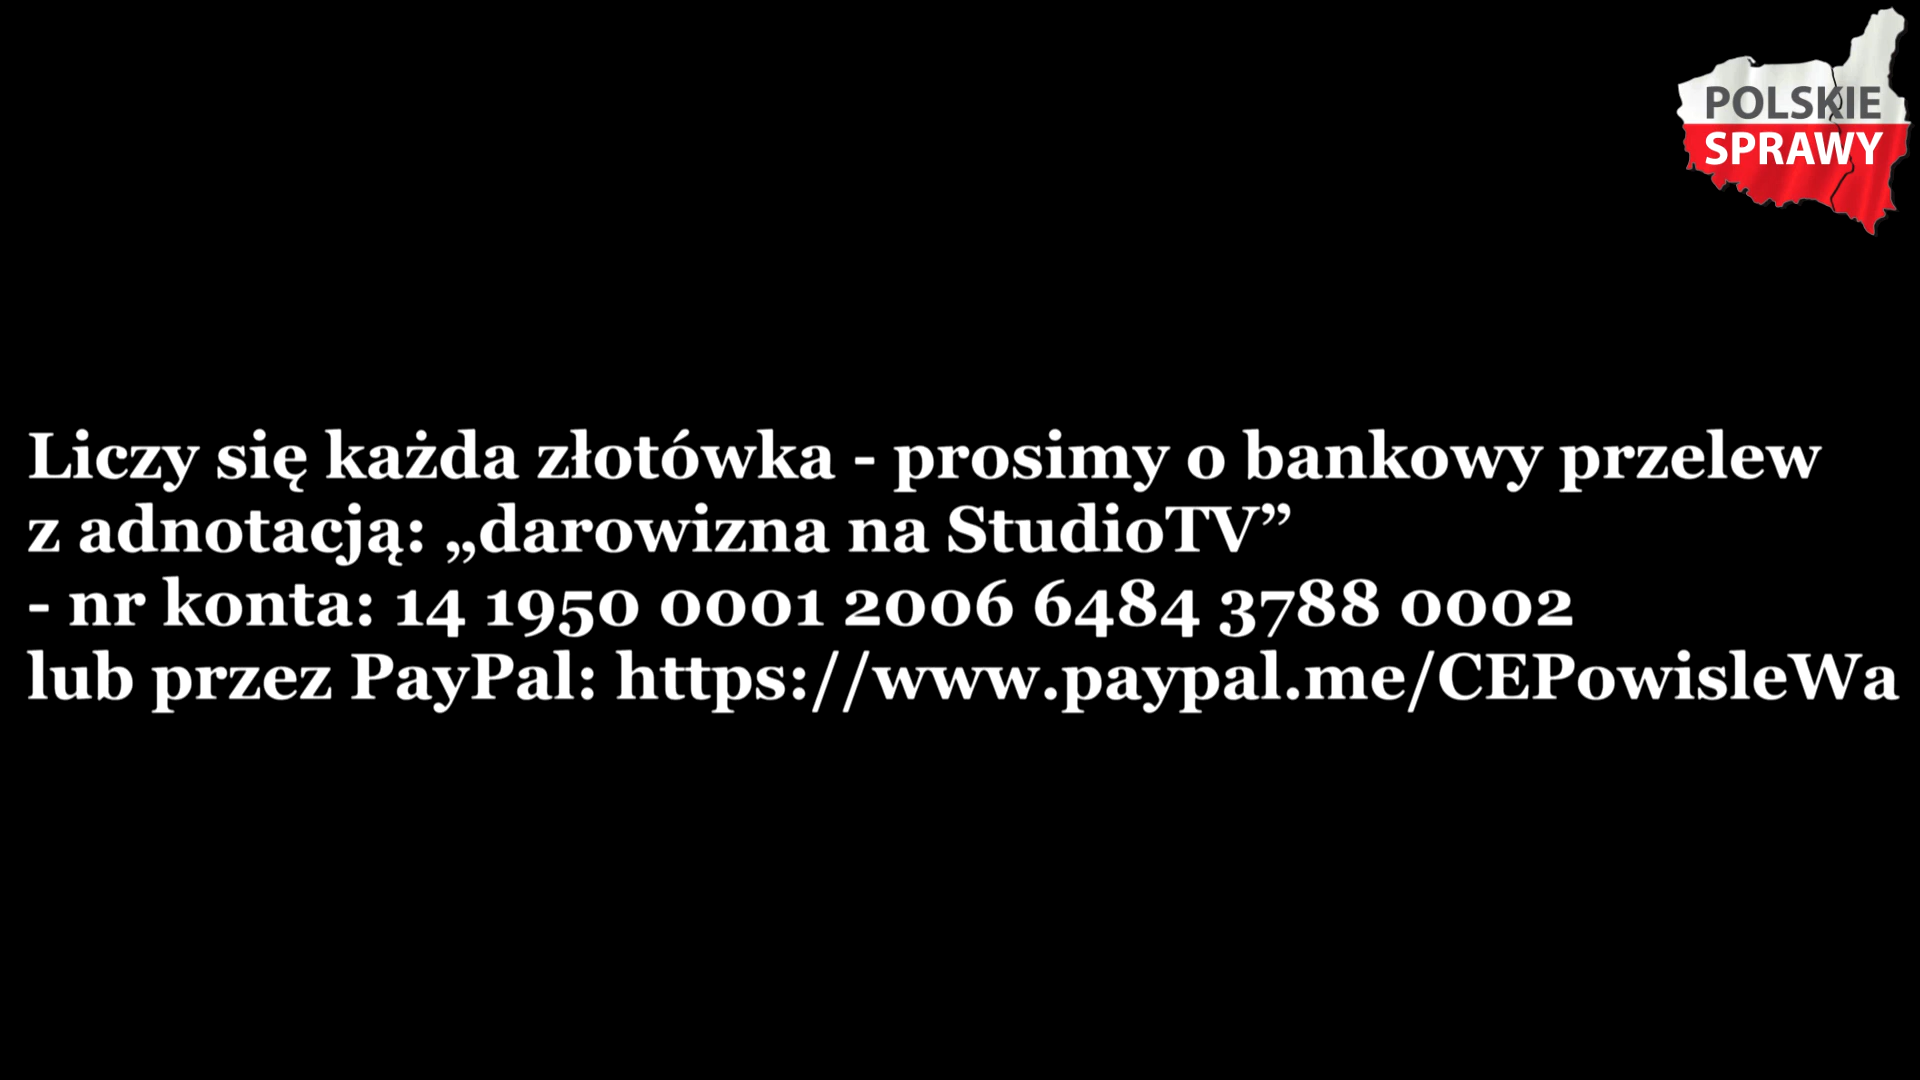 POLSKIE
SPRAWY
Liczy się każda złotówka - prosimy o bankowy przelew
z adnotacją: „darowizna na StudioTV”
- nr konta: 14 1950 0001 2006 6484 3788 0002
lub przez PayPal: https://www.paypal.me/CEPowisleWa